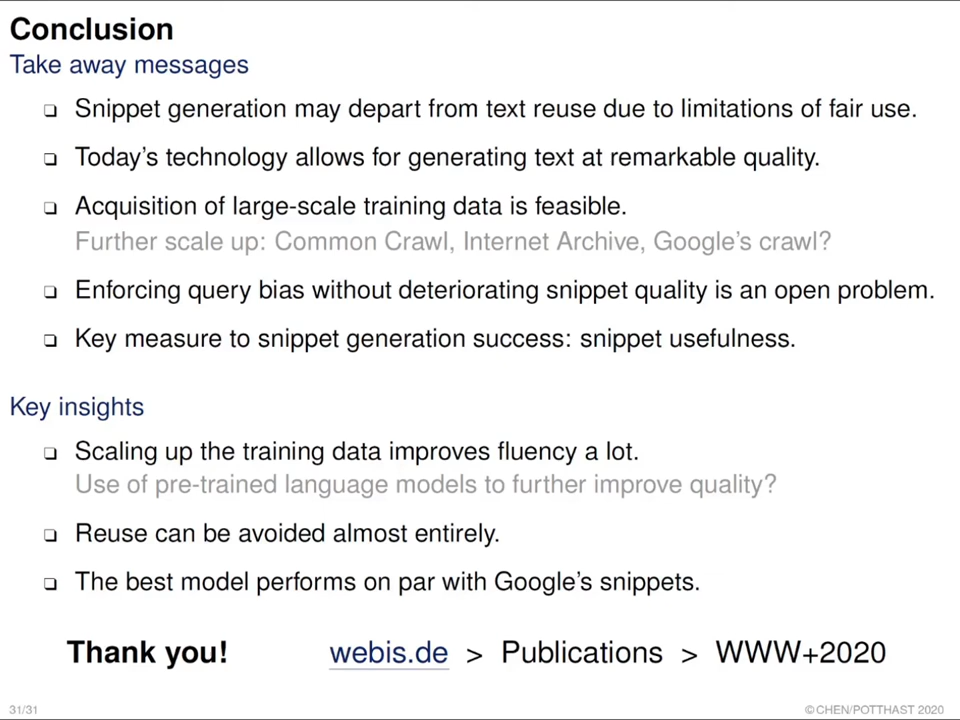 Conclusion
Take away messages
❏ Snippet generation may depart from text reuse due to limitations of fair use.
❏ Today's technology allows for generating text at remarkable quality.
❏ Acquisition of large-scale training data is feasible.
Further scale up: Common Crawl, Internet Archive, Google's crawl?
❏ Enforcing query bias without deteriorating snippet quality is an open problem.
❏ Key measure to snippet generation success: snippet usefulness.
Key insights
❏ Scaling up the training data improves fluency a lot.
Use of pre-trained language models to further improve quality?
❏ Reuse can be avoided almost entirely.
❏ The best model performs on par with Google's snippets.
Thank you! webis.de > Publications > WWW+2020
31/31 ©CHEN/POTTHAST 2020